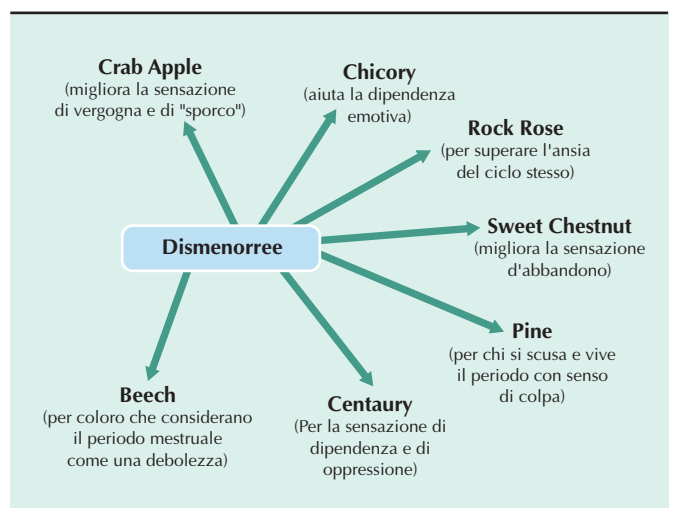 Crab Apple
(migliora la sensazione
di vergogna e di "sporco")
Chicory
(aiuta la dipendenza
emotiva)
Rock Rose
(per superare l'ansia
del ciclo stesso)
Dismenorree
Sweet Chestnut
(migliora la sensazione
d'abbandono)
Pine
(per chi si scusa e vive
il periodo con senso
di colpa)
Beech
(per coloro che considerano
il periodo mestruale
come una debolezza)
Centaury
(Per la sensazione di
dipendenza e di
oppressione)